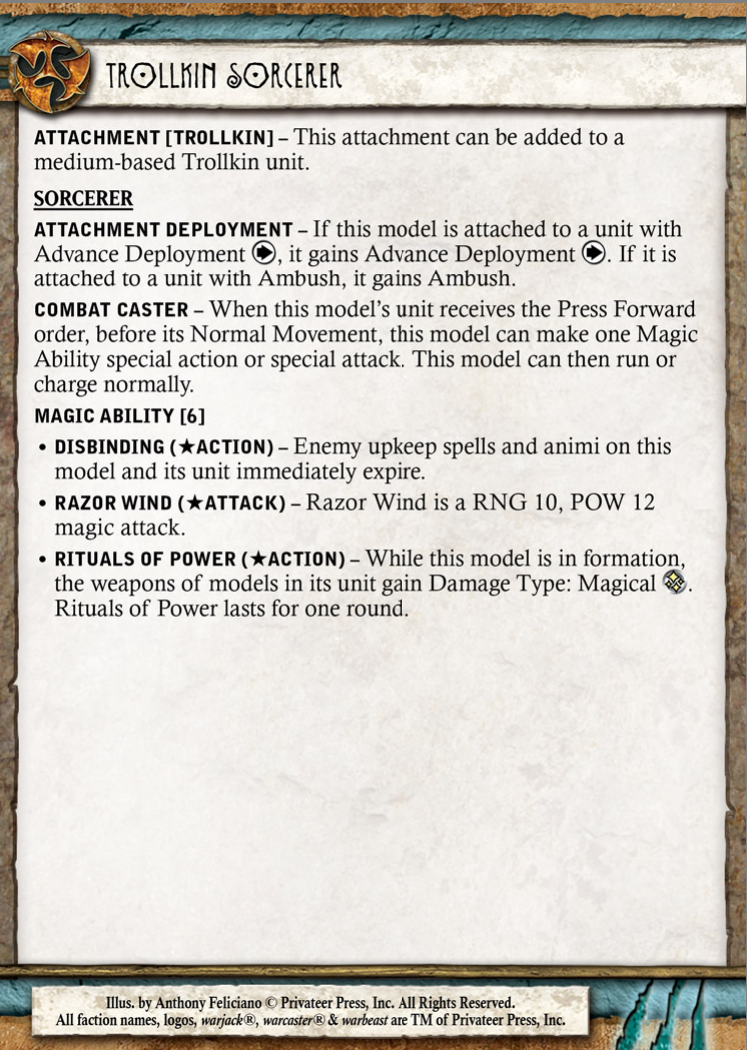 TROLLKIN SORCERER
ATTACHMENT [TROLLKIN] – This attachment can be added to a
medium-based Trollkin unit.
SORCERER
ATTACHMENT DEPLOYMENT – If this model is attached to a unit with
Advance Deployment , it gains Advance Deployment . If it is
attached to a unit with Ambush, it gains Ambush.
COMBAT CASTER – When this model's unit receives the Press Forward
order, before its Normal Movement, this model can make one Magic
Ability special action or special attack. This model can then run or
charge normally.
MAGIC ABILITY [6]
• DISBINDING (★ACTION) – Enemy upkeep spells and animi on this
model and its unit immediately expire.
• RAZOR WIND (★ATTACK) – Razor Wind is a RNG 10, POW 12
magic attack.
• RITUALS OF POWER (★ACTION) – While this model is in formation,
the weapons of models in its unit gain Damage Type: Magical .
Rituals of Power lasts for one round.
Illus. by Anthony Feliciano © Privateer Press, Inc. All Rights Reserved.
All faction names, logos, warjack®, warcaster® & warbeast are TM of Privateer Press, Inc.